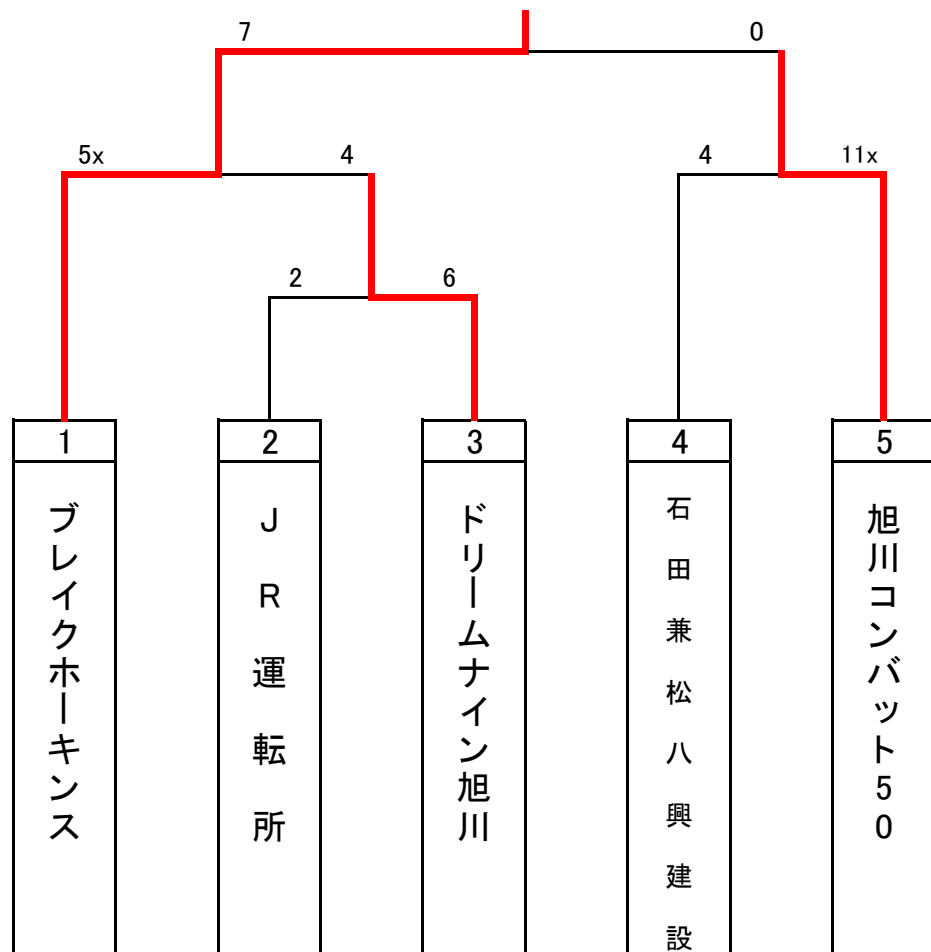 7 0
5x 4 4 11x
2 6
1 2 3 4 5
ブレイクホーキンス
JR運転所
ドリームナイン旭川
石田兼松八興建設
旭川コンバット50